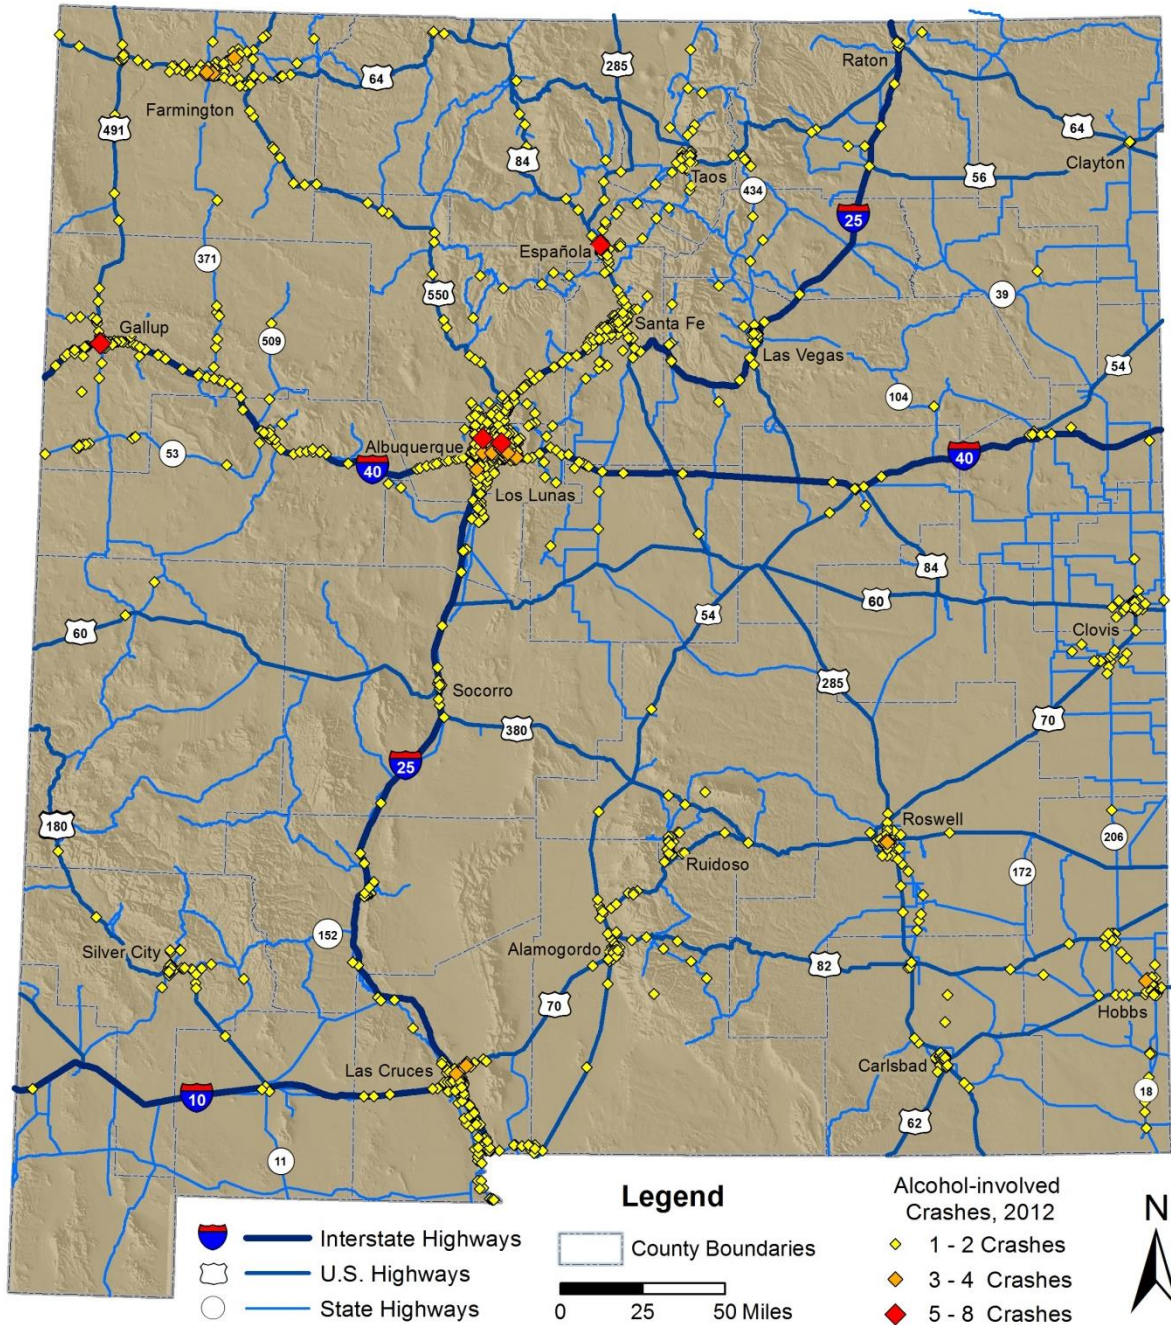 285
Raton
64
Farmington
491
64
84
Taos
Clayton
56
434
25
Española
371
550
39
Gallup
Santa Fe
509
Las Vegas
54
104
Albuquerque
53
40
40
Los Lunas
84
60
Clovis
60
54
Socorro
285
380
70
25
180
Roswell
206
Ruidoso
172
152
Silver City
Alamogordo
82
70
Hobbs
Las Cruces
Carlsbad
10
18
62
11
Legend
Interstate Highways
U.S. Highways
State Highways
County Boundaries
0 25 50 Miles
Alcohol-involved
Crashes, 2012
1 - 2 Crashes
3 - 4 Crashes
5 - 8 Crashes
N